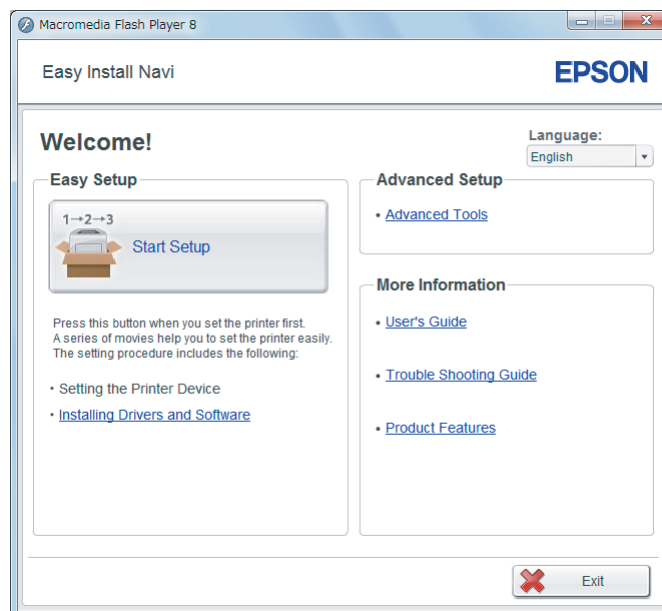 Macromedia Flash Player 8
Easy Install Navi
EPSON
Welcome!
Language:
English
Easy Setup
1→2→3
Start Setup
Press this button when you set the printer first.
A series of movies help you to set the printer easily.
The setting procedure includes the following:
· Setting the Printer Device
· Installing Drivers and Software
Advanced Setup
• Advanced Tools
More Information
• User's Guide
• Trouble Shooting Guide
• Product Features
Exit